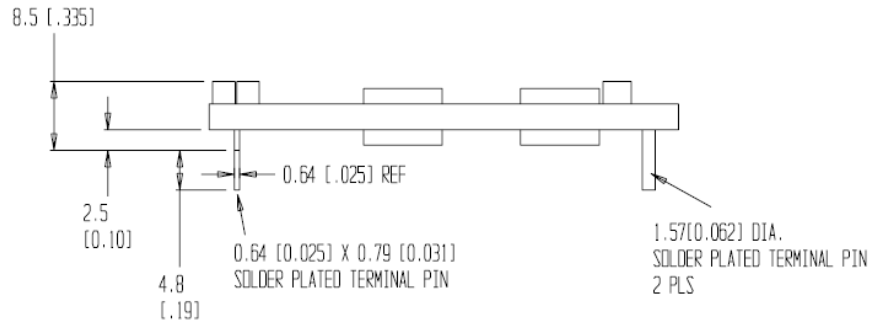 8.5 [.335]
0.64 [.025] REF
2.5
[0.10]
0.64 [0.025] X 0.79 [0.031]
SOLDER PLATED TERMINAL PIN
4.8
[.19]
1.57[0.062] DIA.
SOLDER PLATED TERMINAL PIN
2 PLS